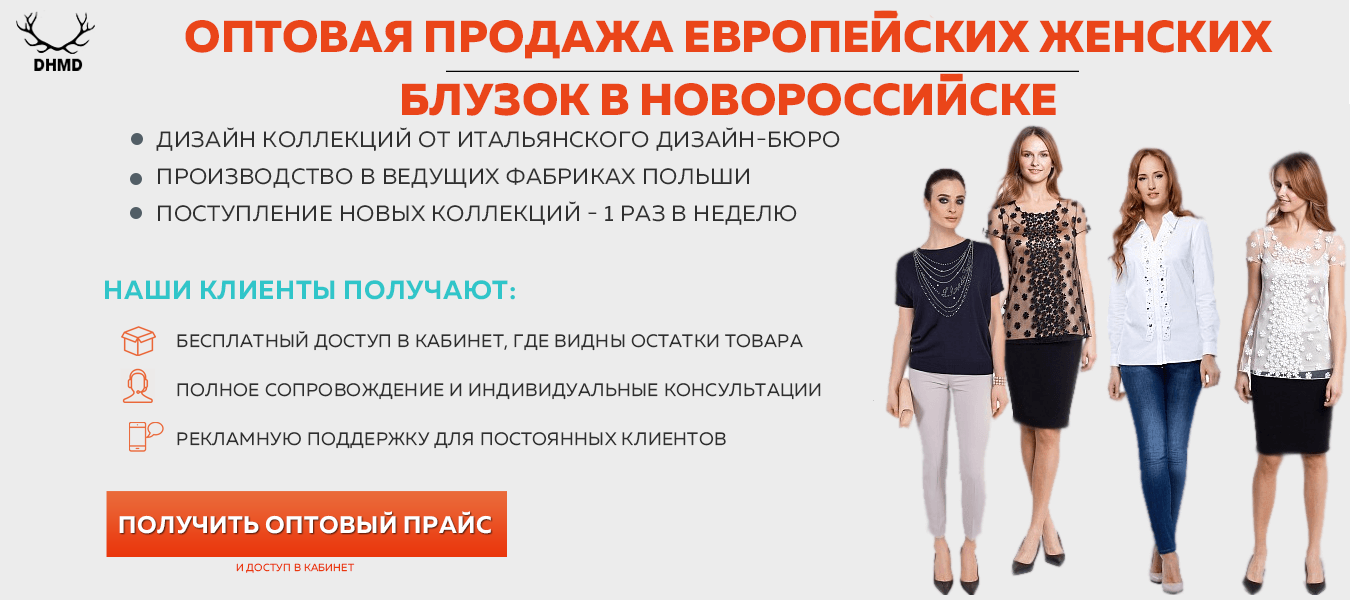 DHMD
ОПТОВАЯ ПРОДАЖА ЕВРОПЕЙСКИХ ЖЕНСКИХ
БЛУЗОК В НОВОРОССИЙСКЕ
ДИЗАЙН КОЛЛЕКЦИЙ ОТ ИТАЛЬЯНСКОГО ДИЗАЙН-БЮРО
ПРОИЗВОДСТВО В ВЕДУЩИХ ФАБРИКАХ ПОЛЬШИ
ПОСТУПЛЕНИЕ НОВЫХ КОЛЛЕКЦИЙ - 1 РАЗ В НЕДЕЛЮ
НАШИ КЛИЕНТЫ ПОЛУЧАЮТ:
БЕСПЛАТНЫЙ ДОСТУП В КАБИНЕТ, ГДЕ ВИДНЫ ОСТАТКИ ТОВАРА
ПОЛНОЕ СОПРОВОЖДЕНИЕ И ИНДИВИДУАЛЬНЫЕ КОНСУЛЬТАЦИИ
РЕКЛАМНУЮ ПОДДЕРЖКУ ДЛЯ ПОСТОЯННЫХ КЛИЕНТОВ
ПОЛУЧИТЬ ОПТОВЫЙ ПРАЙС
И ДОСТУП В КАБИНЕТ